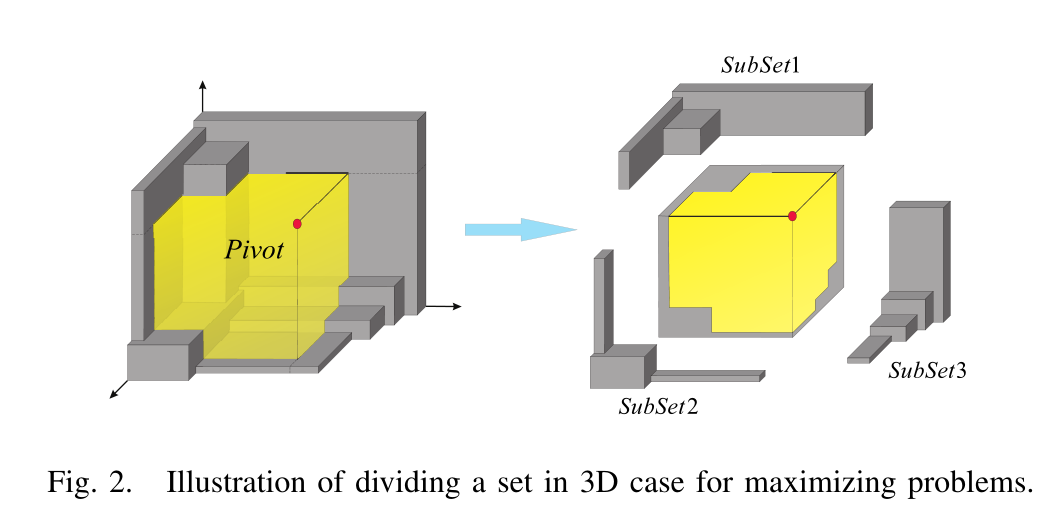 SubSet1
Pivot
SubSet3
SubSet2
Fig. 2. Illustration of dividing a set in 3D case for maximizing problems.